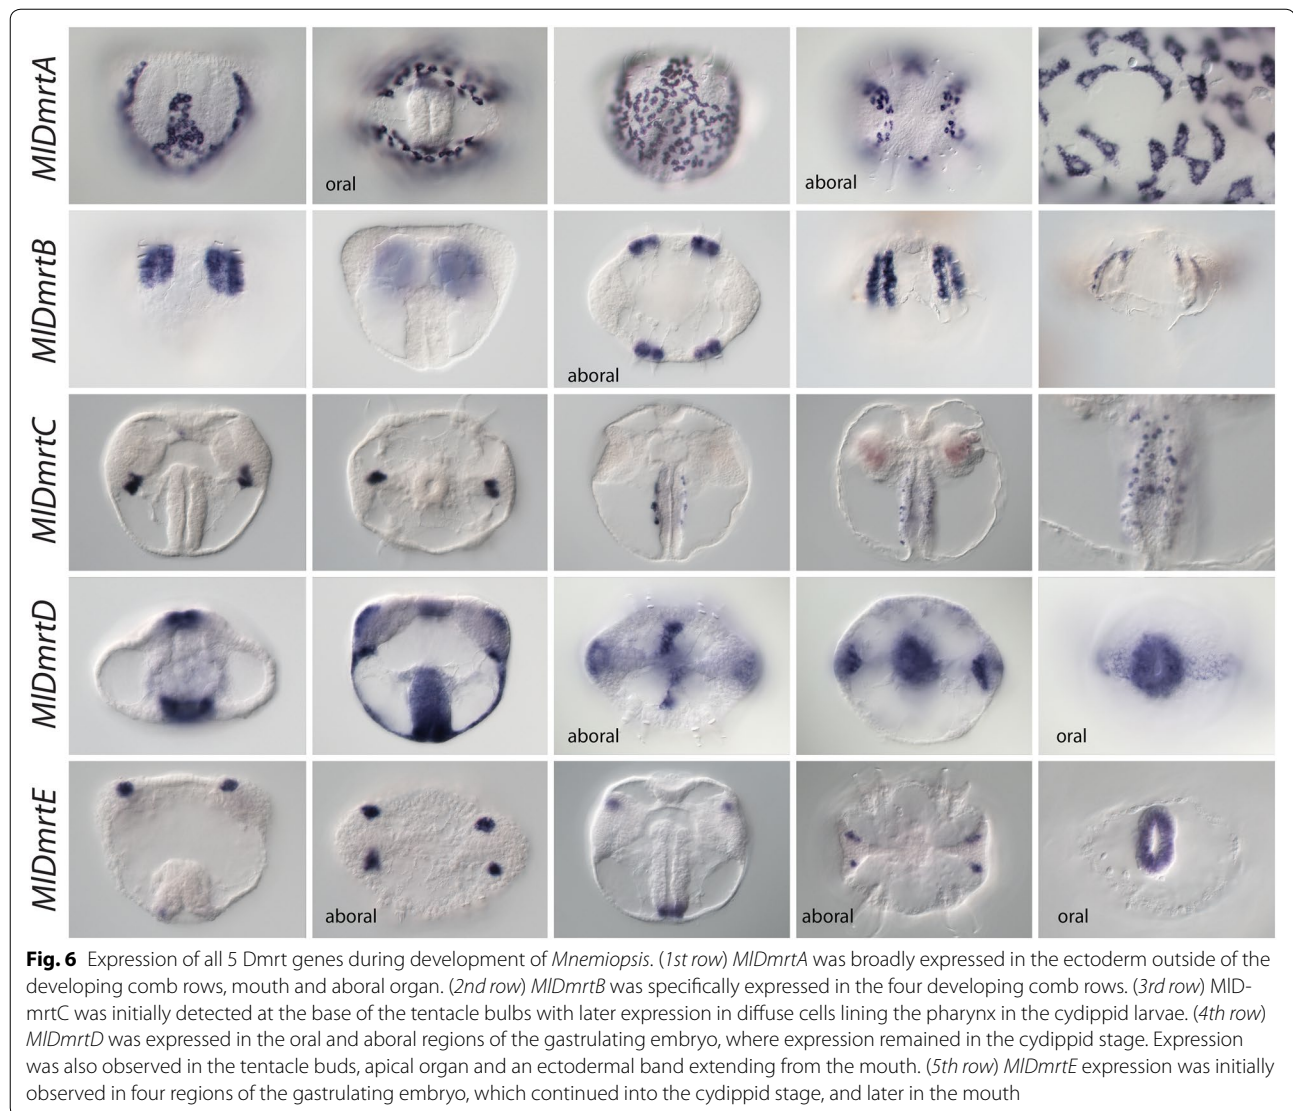 MlDmrtA
oral
aboral
MlDmrtB
aboral
MlDmrtC
MlDmrtD
aboral
oral
MlDmrtE
aboral
aboral
oral
Fig. 6 Expression of all 5 Dmrt genes during development of Mnemiopsis. (1st row) MlDmrtA was broadly expressed in the ectoderm outside of the
developing comb rows, mouth and aboral organ. (2nd row) MlDmrtB was specifically expressed in the four developing comb rows. (3rd row) MlD-
mrtC was initially detected at the base of the tentacle bulbs with later expression in diffuse cells lining the pharynx in the cydippid larvae. (4th row)
MlDmrtD was expressed in the oral and aboral regions of the gastrulating embryo, where expression remained in the cydippid stage. Expression
was also observed in the tentacle buds, apical organ and an ectodermal band extending from the mouth. (5th row) MlDmrtE expression was initially
observed in four regions of the gastrulating embryo, which continued into the cydippid stage, and later in the mouth